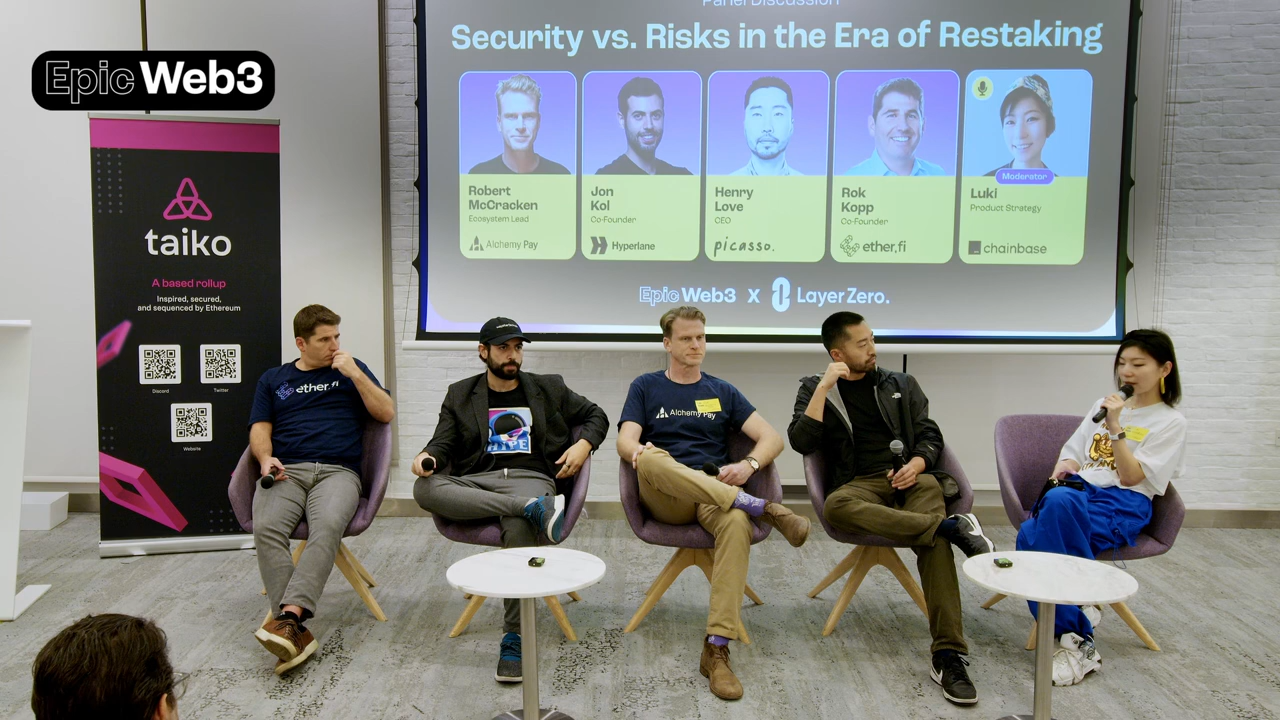 Epic Web3
Panel Discussion
Security vs. Risks in the Era of Restaking
Robert
McCracken
Ecosystem Lead
Alchemy Pay
Jon
Kol
Co-Founder
Hyperlane
Henry
Love
CEO
picasso.
Rok
Kopp
Co-Founder
ether.fi
Moderator
Luki
Product Strategy
chainbase
Epic Web3 X LayerZero.
taiko
A based rollup
Inspired, secured,
and sequenced by Ethereum
Discord
Twitter
Website
ether.fi
HYPE
Alchemy Pay